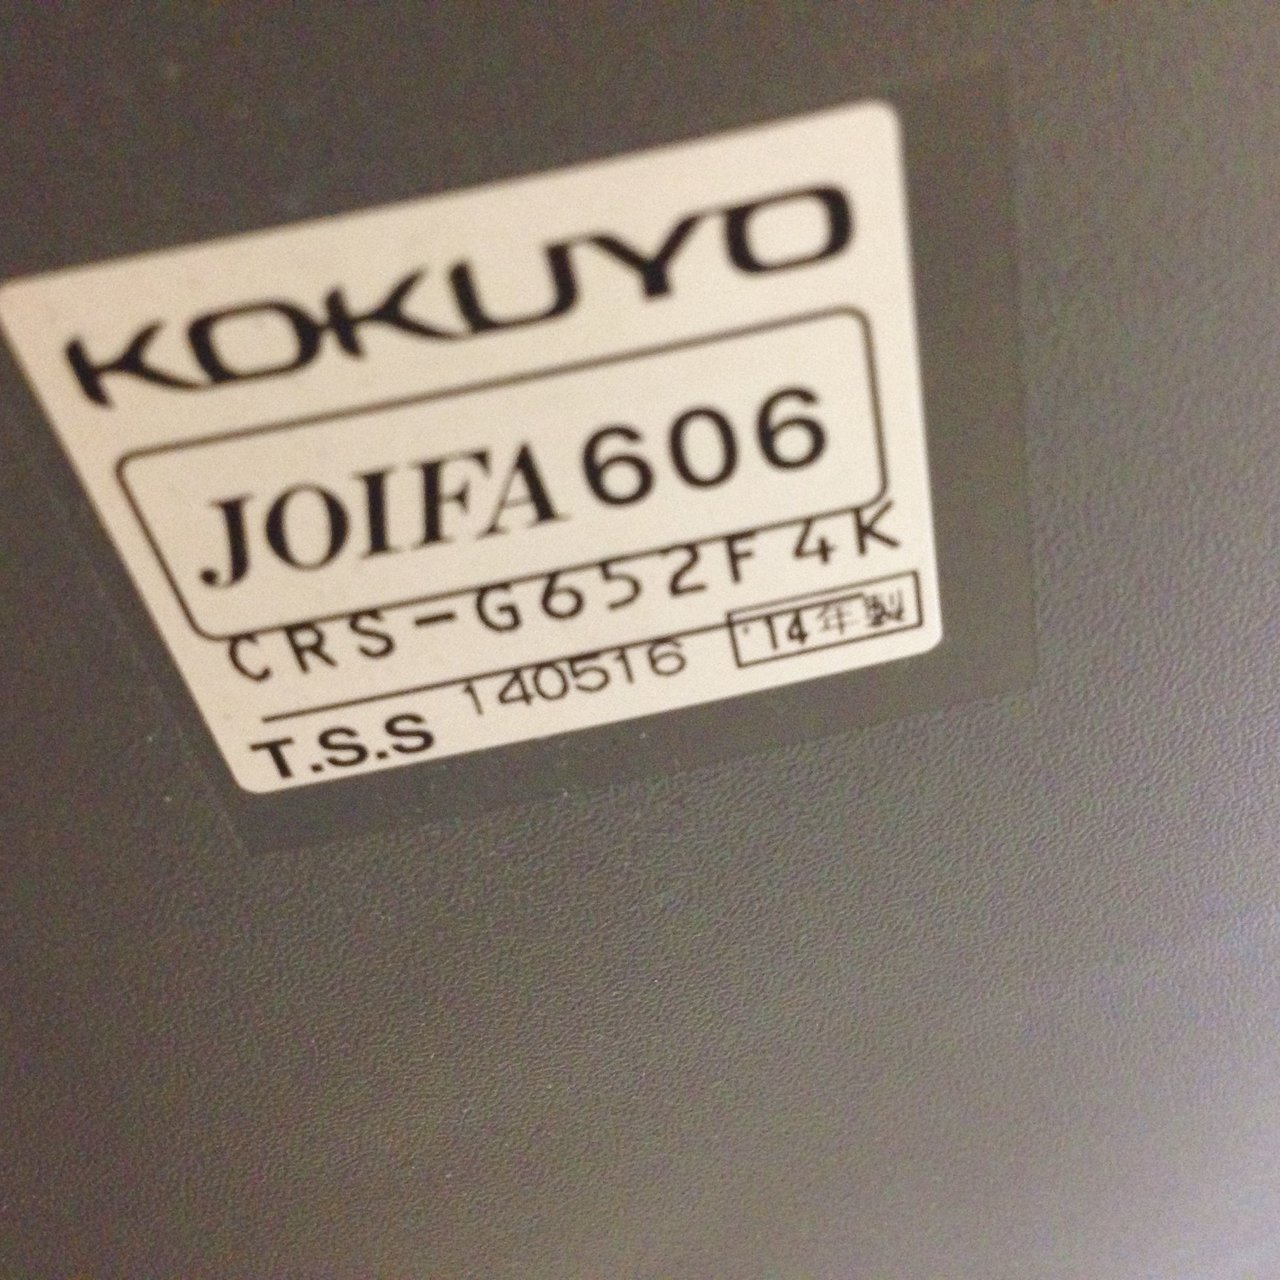 KOKUYO
JOIFA 606
CRS-G652F4K
T.S.S 140516 '14年製